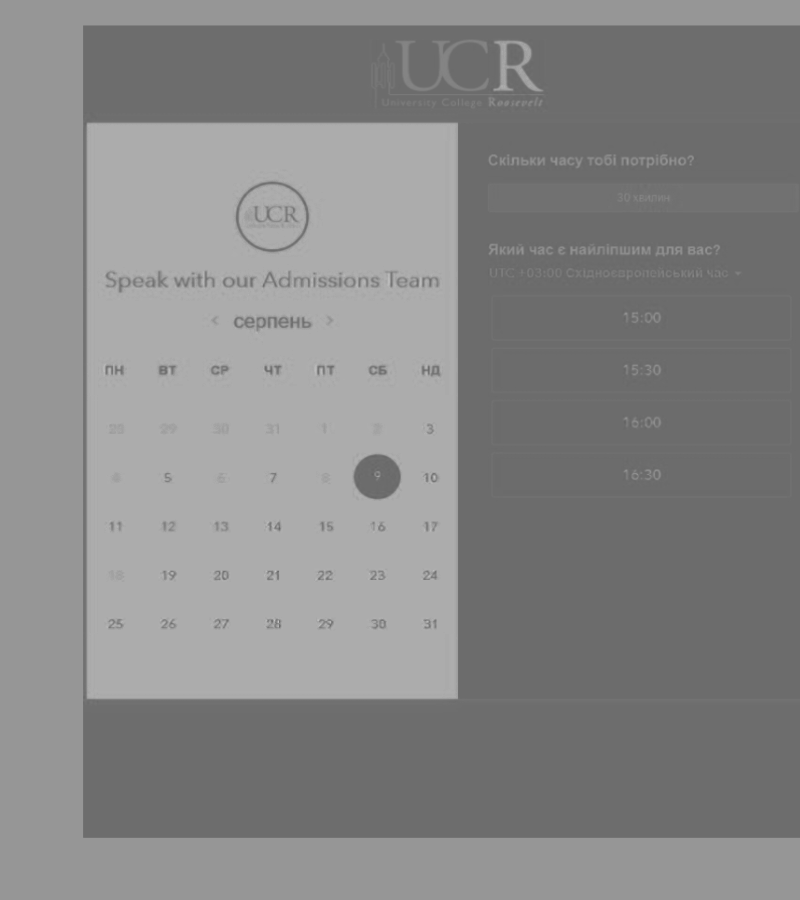 UCR
University College Roosevelt
UCR
Speak with our Admissions Team
< серпень >
ПН ВТ СР ЧТ ПТ СБ НД
28 29 30 31 1 2 3
4 5 6 7 8 9 10
11 12 13 14 15 16 17
18 19 20 21 22 23 24
25 26 27 28 29 30 31
Скільки часу тобі потрібно?
30 хвилин
Який час є найліпшим для вас?
UTC +03:00 Східноєвропейський час
15:00
15:30
16:00
16:30